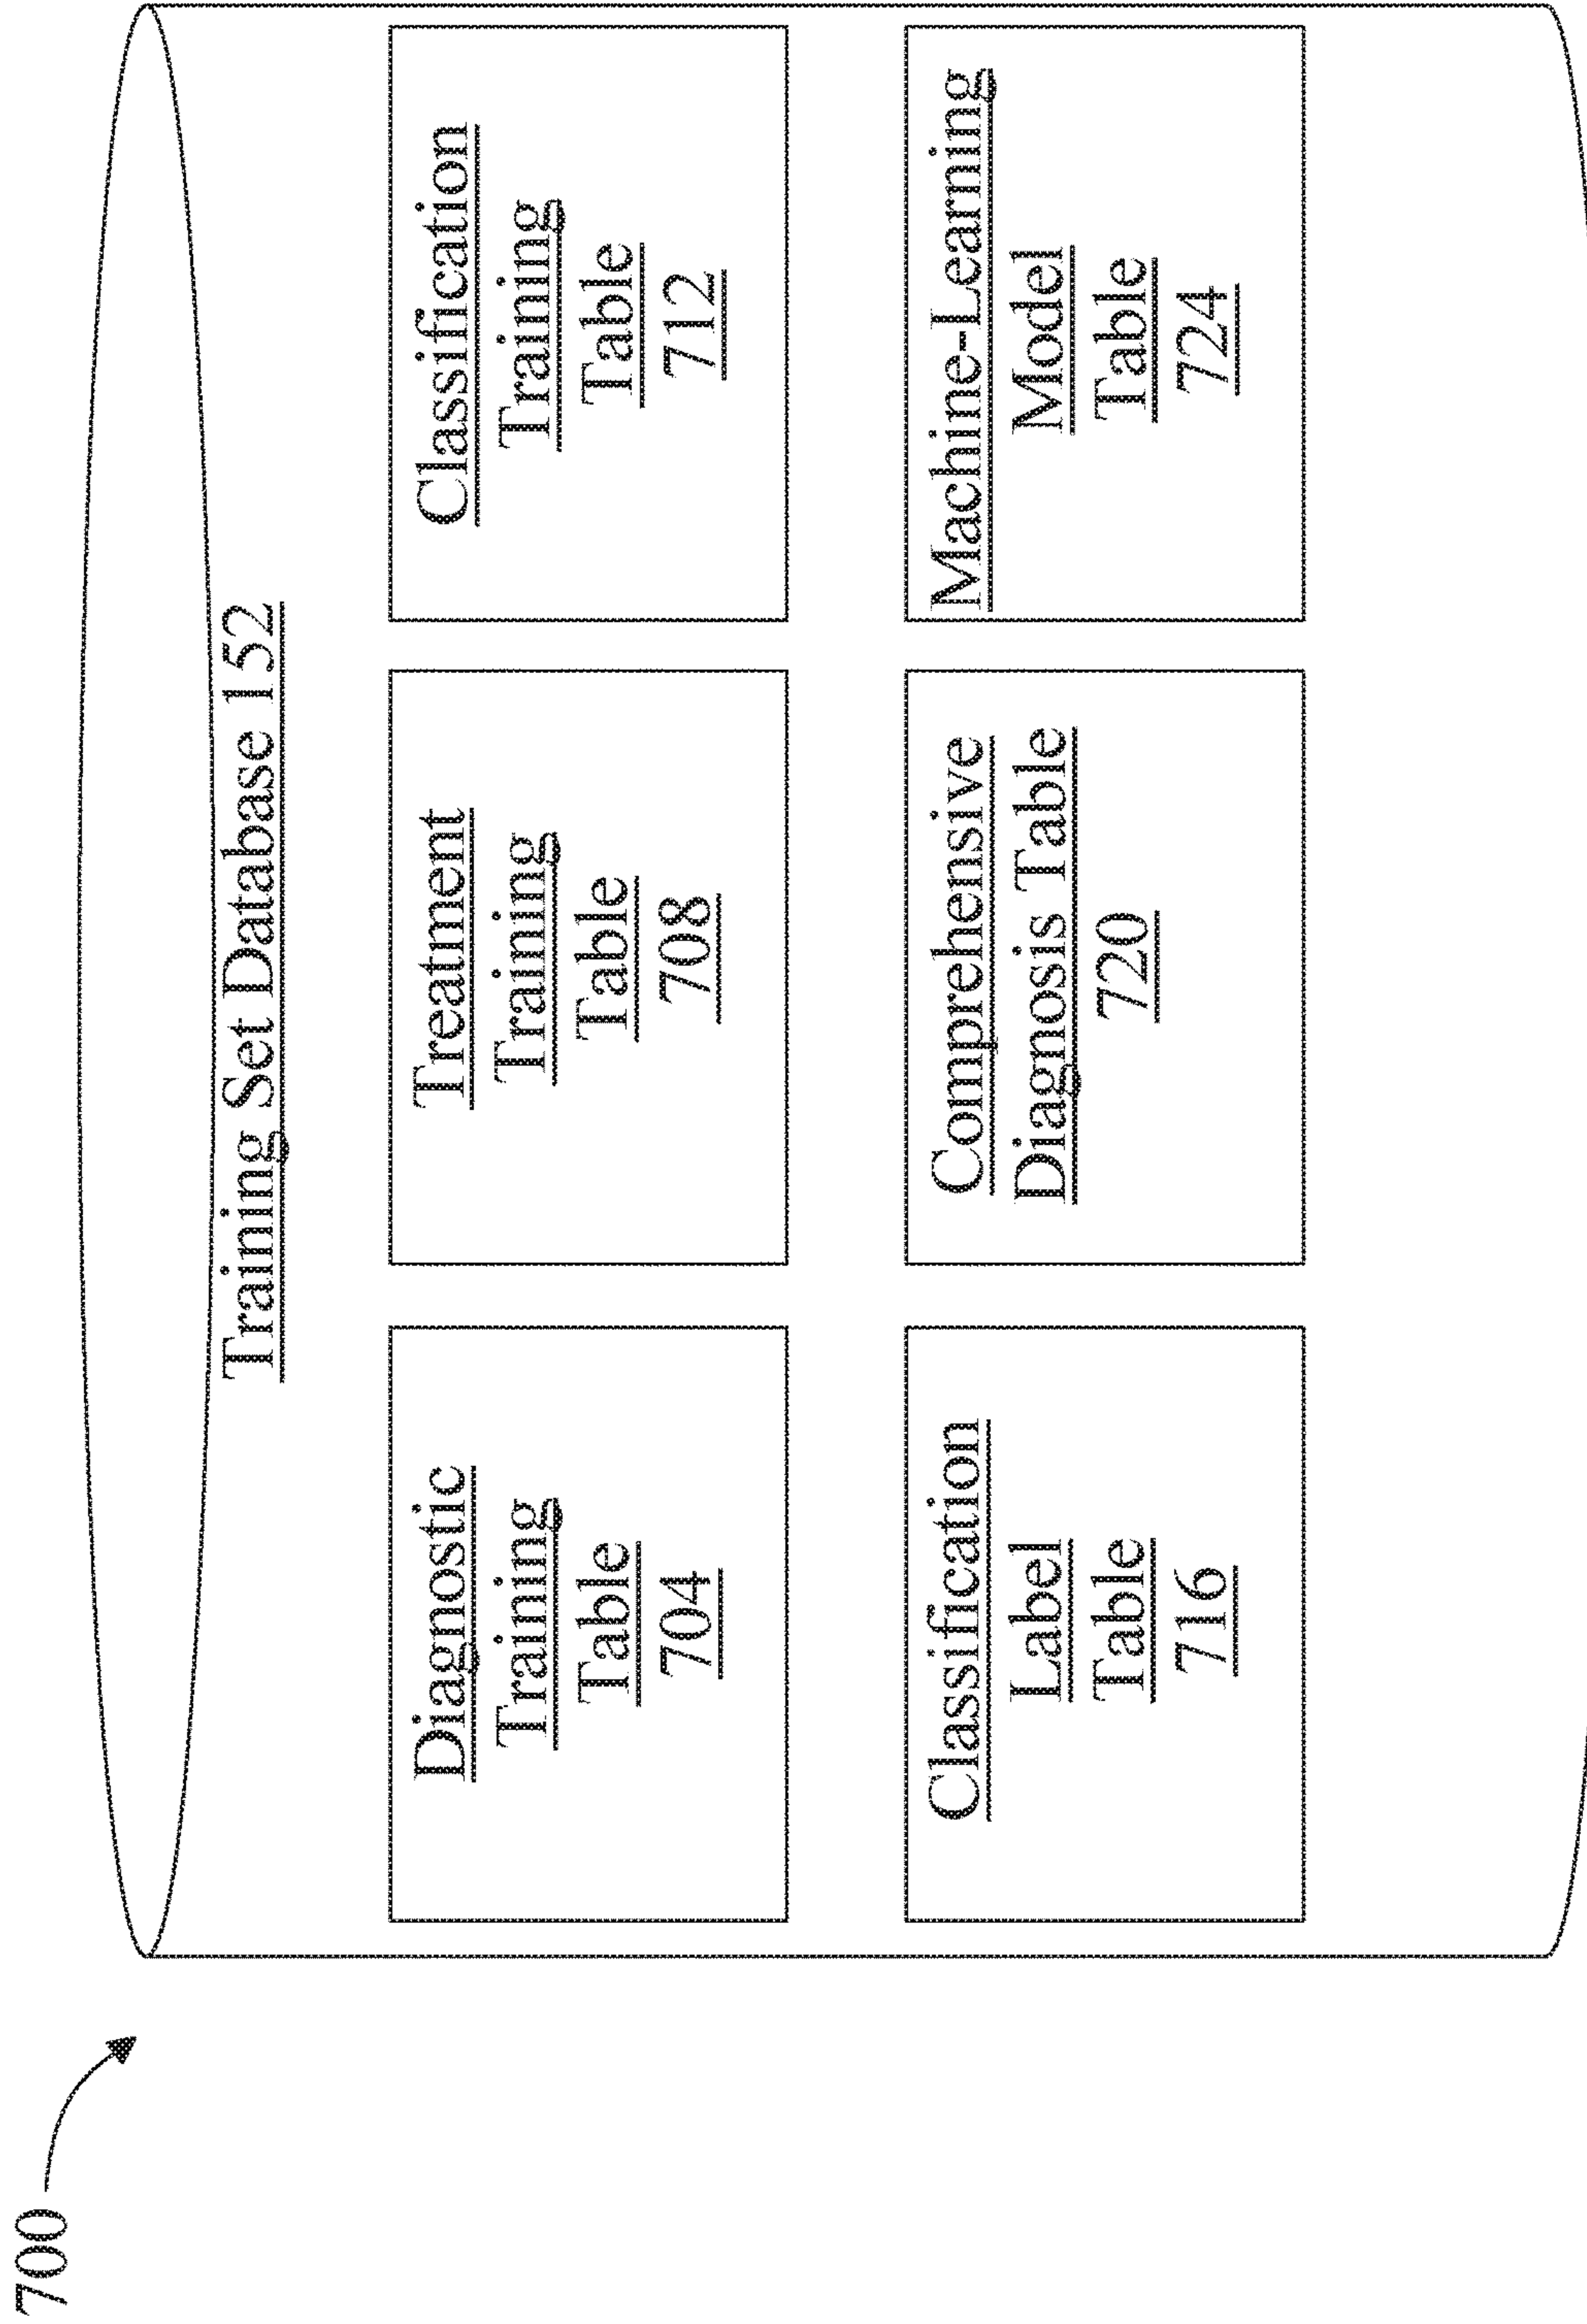 700
Training Set Database 152
Diagnostic
Training
Table
704
Treatment
Training
Table
708
Classification
Training
Table
712
Classification
Label
Table
716
Comprehensive
Diagnosis Table
720
Machine-Learning
Model
Table
724